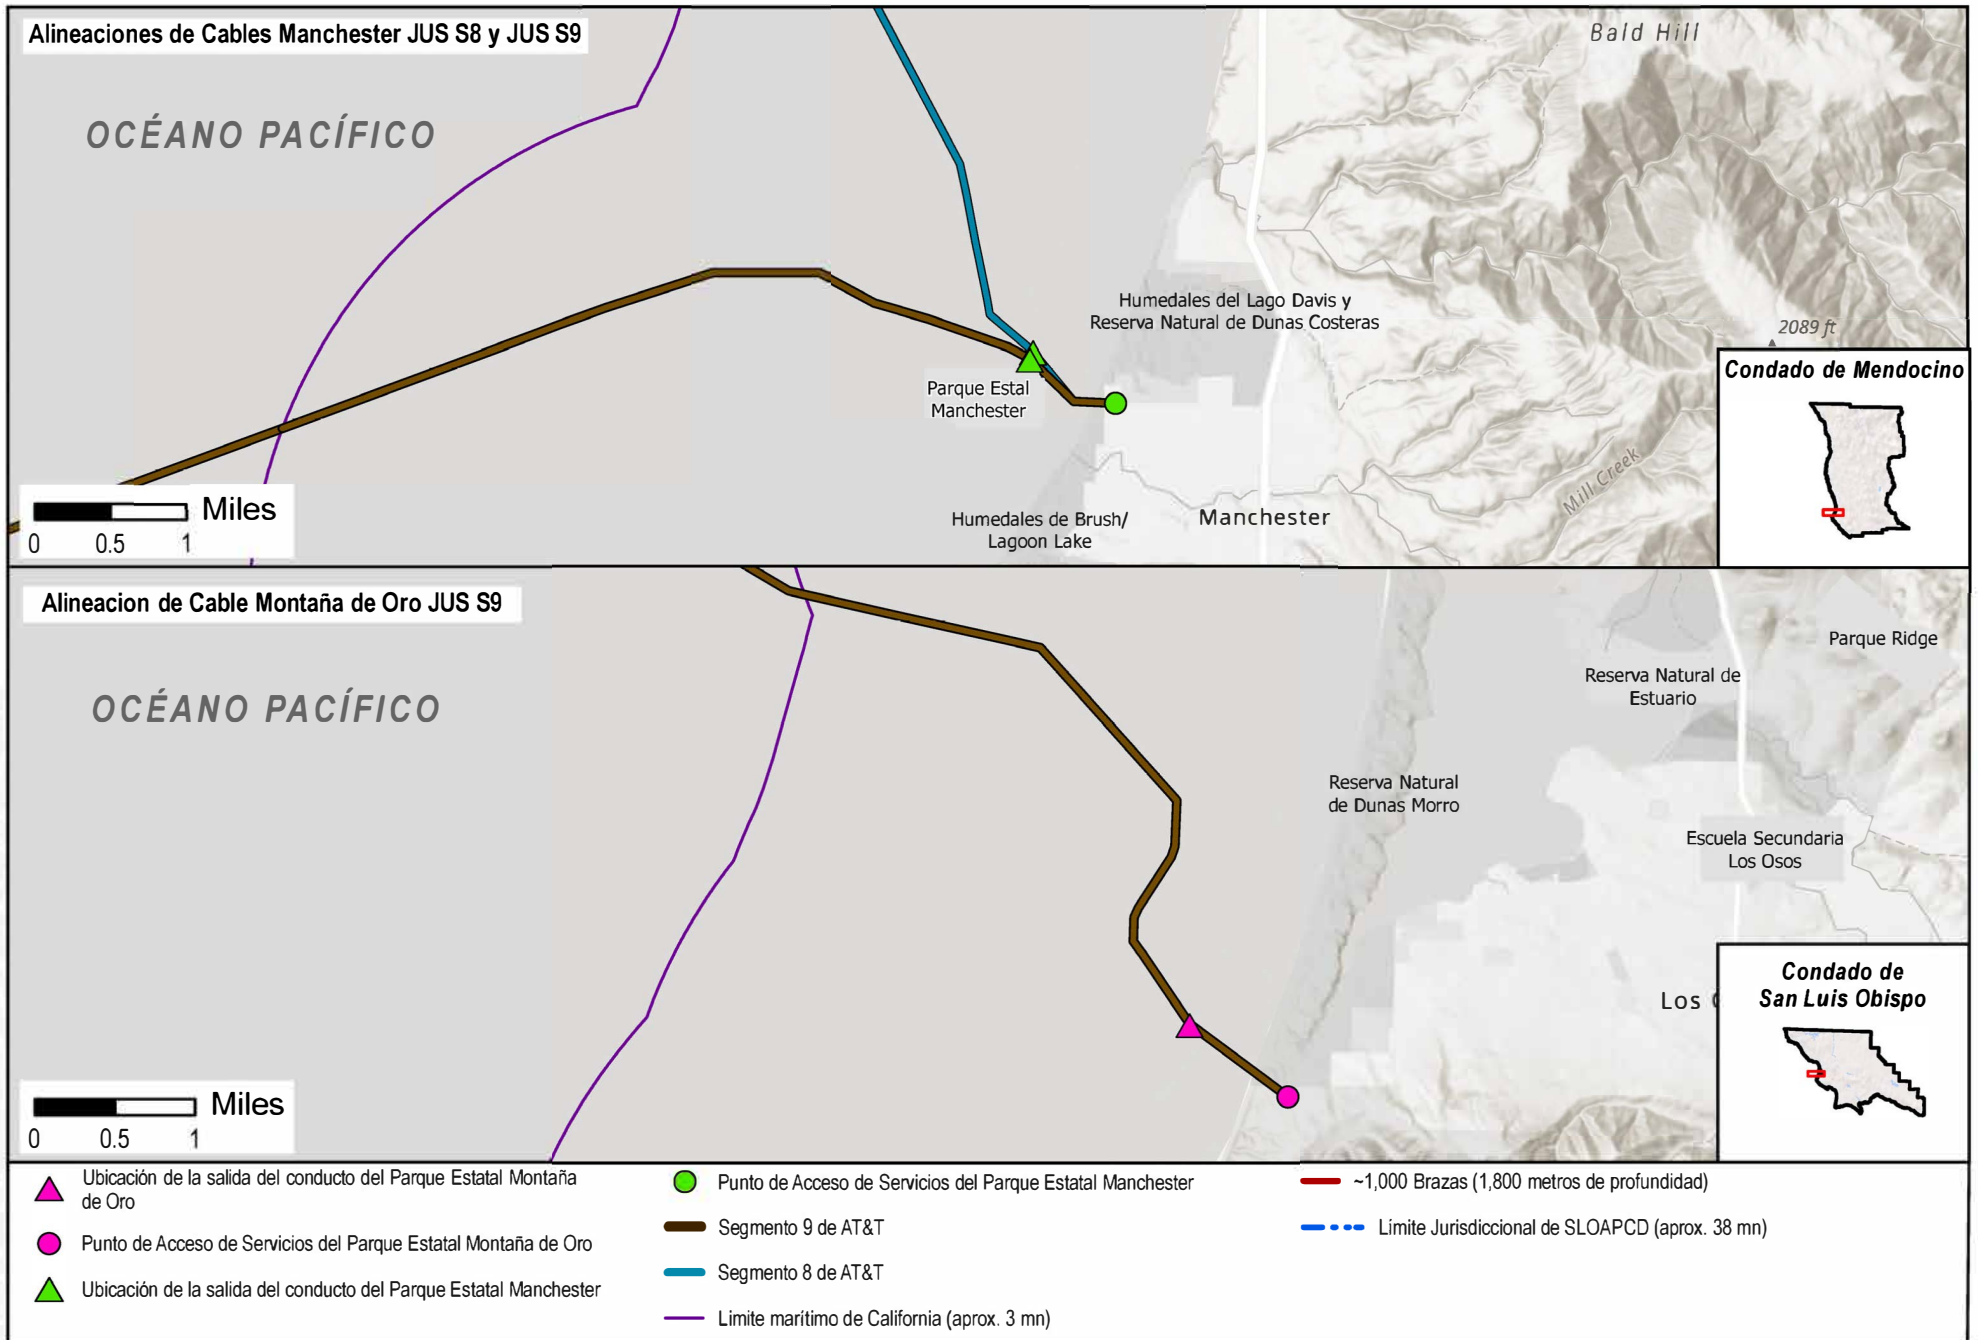 Alineaciones de Cables Manchester JUS S8 y JUS S9
OCÉANO PACÍFICO
Bald Hill
Humedales del Lago Davis y
Reserva Natural de Dunas Costeras
2089 ft
Parque Estal
Manchester
Mill Creek
Humedales de Brush/
Lagoon Lake
Manchester
Condado de Mendocino
Miles
0 0.5 1
Alineacion de Cable Montaña de Oro JUS S9
OCÉANO PACÍFICO
Parque Ridge
Reserva Natural de
Estuario
Reserva Natural
de Dunas Morro
Escuela Secundaria
Los Osos
Los
Condado de
San Luis Obispo
Miles
0 0.5 1
Ubicación de la salida del conducto del Parque Estatal Montaña
de Oro
Punto de Acceso de Servicios del Parque Estatal Montaña de Oro
Ubicación de la salida del conducto del Parque Estatal Manchester
Punto de Acceso de Servicios del Parque Estatal Manchester
Segmento 9 de AT&T
Segmento 8 de AT&T
Limite marítimo de California (aprox. 3 mn)
~1,000 Brazas (1,800 metros de profundidad)
Limite Jurisdiccional de SLOAPCD (aprox. 38 mn)